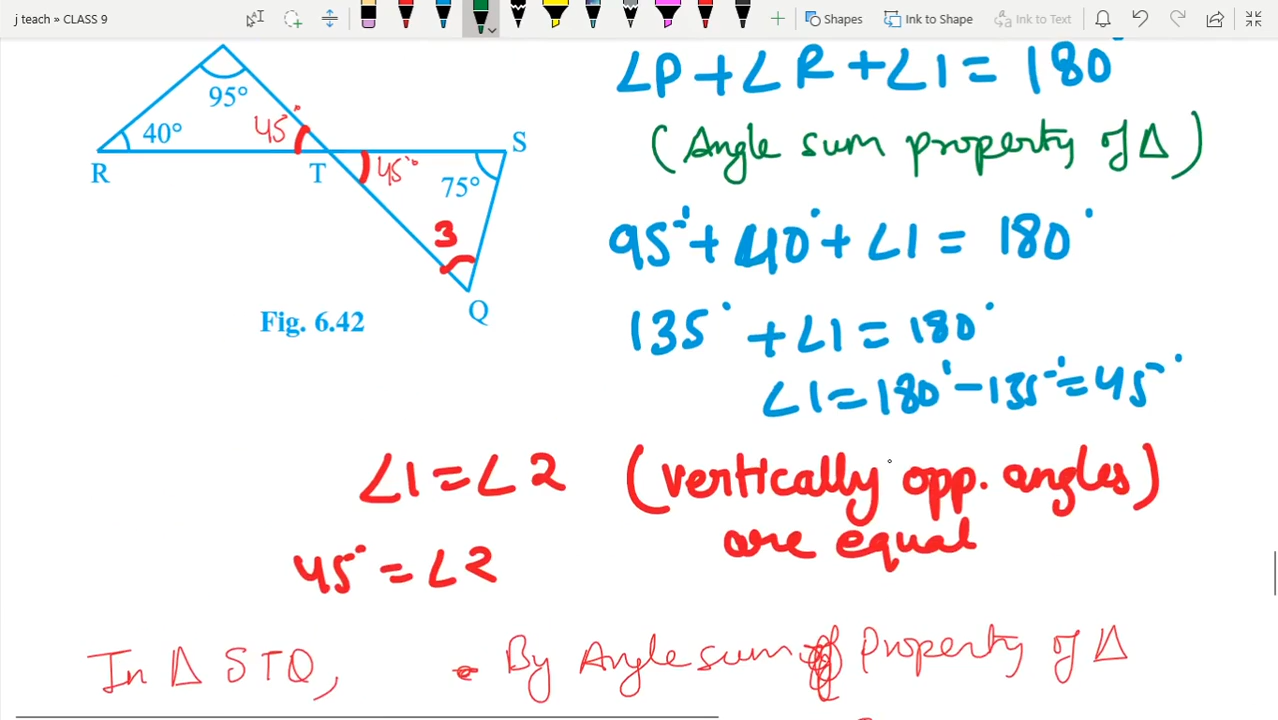 j teach » CLASS 9
Shapes
Ink to Shape
Ink to Text
95°
40°
45°
R
T
S
45°
75°
3
Q
Fig. 6.42
∠P + ∠R + ∠1 = 180°
(Angle sum property of Δ)
95° + 40° + ∠1 = 180°
135° + ∠1 = 180°
∠1 = 180° − 135° = 45°
∠1 = ∠2 (vertically opp. angles)
are equal
45° = ∠2
In Δ STQ, By Angle sum Property of Δ